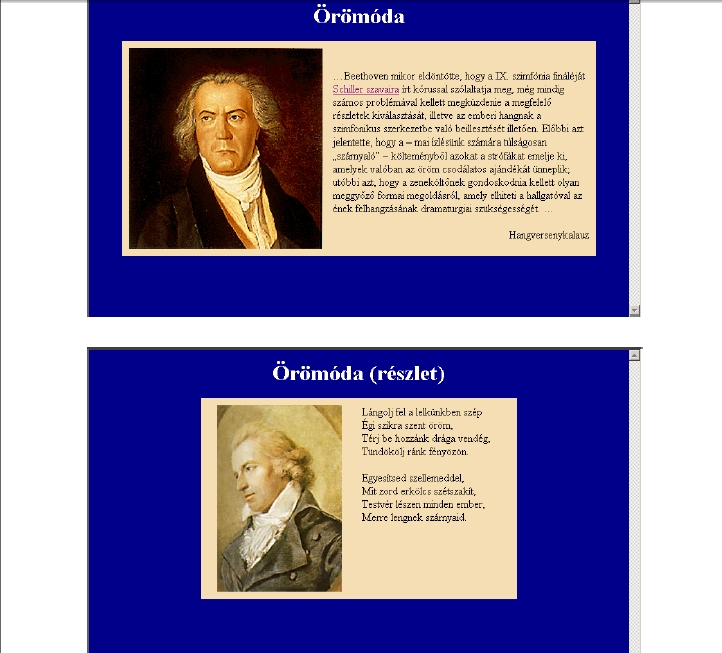 Örömóda
…Beethoven mikor eldöntötte, hogy a IX. szimfónia fináléját
Schiller szavaira írt kórussal szólaltatja meg, még mindig
számos problémával kellett megküzdenie a megfelelő
részletek kiválasztását, illetve az emberi hangnak a
szimfonikus szerkezetbe való beillesztését illetően. Előbbi azt
jelentette, hogy a – mai ízlésünk számára túlságosan
„szárnyaló” – költeményből azokat a strófákat emelje ki,
amelyek valóban az öröm csodálatos ajándékát ünneplik;
utóbbi azt, hogy a zeneköltőnek gondoskodnia kellett olyan
meggyőző formai megoldásról, amely elhiteti a hallgatóval az
ének felhangzásának dramaturgiai szükségességét. …
Hangversenykalauz
Örömóda (részlet)
Lángolj fel a lelkünkben szép
Égi szikra szent öröm,
Térj be hozzánk drága vendég,
Tündökölj ránk fényözön.
Egyesítsed szellemeddel,
Mit zord erkölcs szétszakít,
Testvér lészen minden ember,
Merre lengnek szárnyaid.